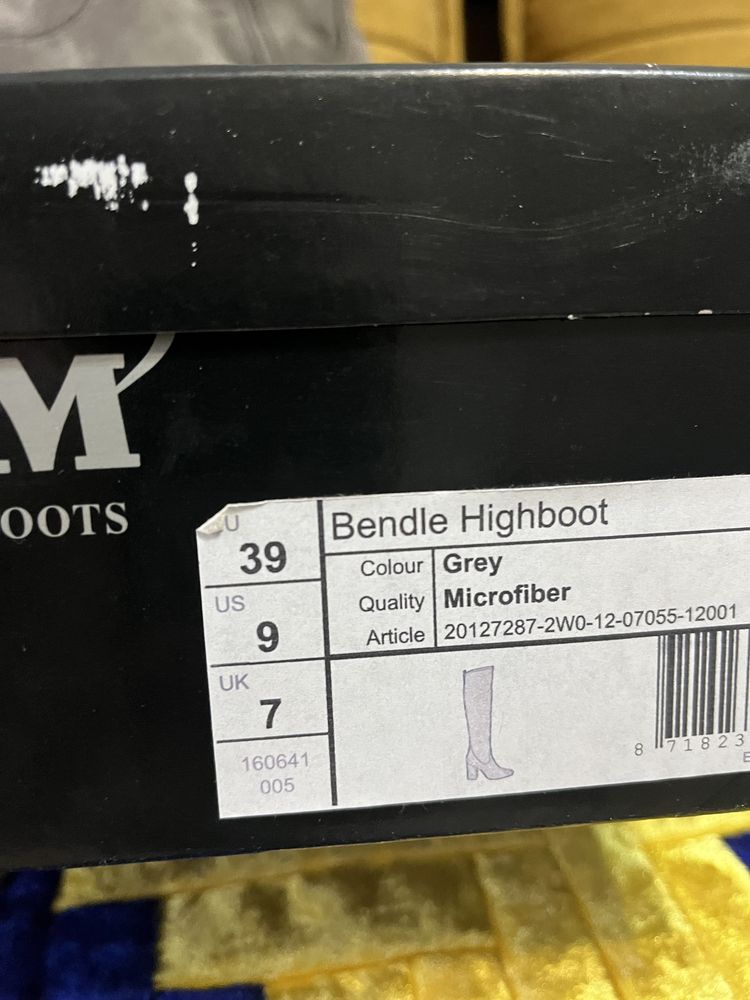 M
OOTS
U
39
US
9
UK
7
160641
005
Bendle Highboot
Colour Grey
Quality Microfiber
Article 20127287-2W0-12-07055-12001
8 71823
E